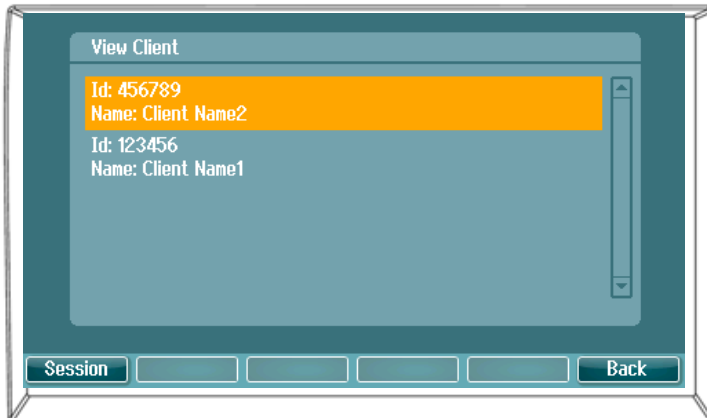 View Client
Id: 456789
Name: Client Name2
Id: 123456
Name: Client Name1
Session
Back